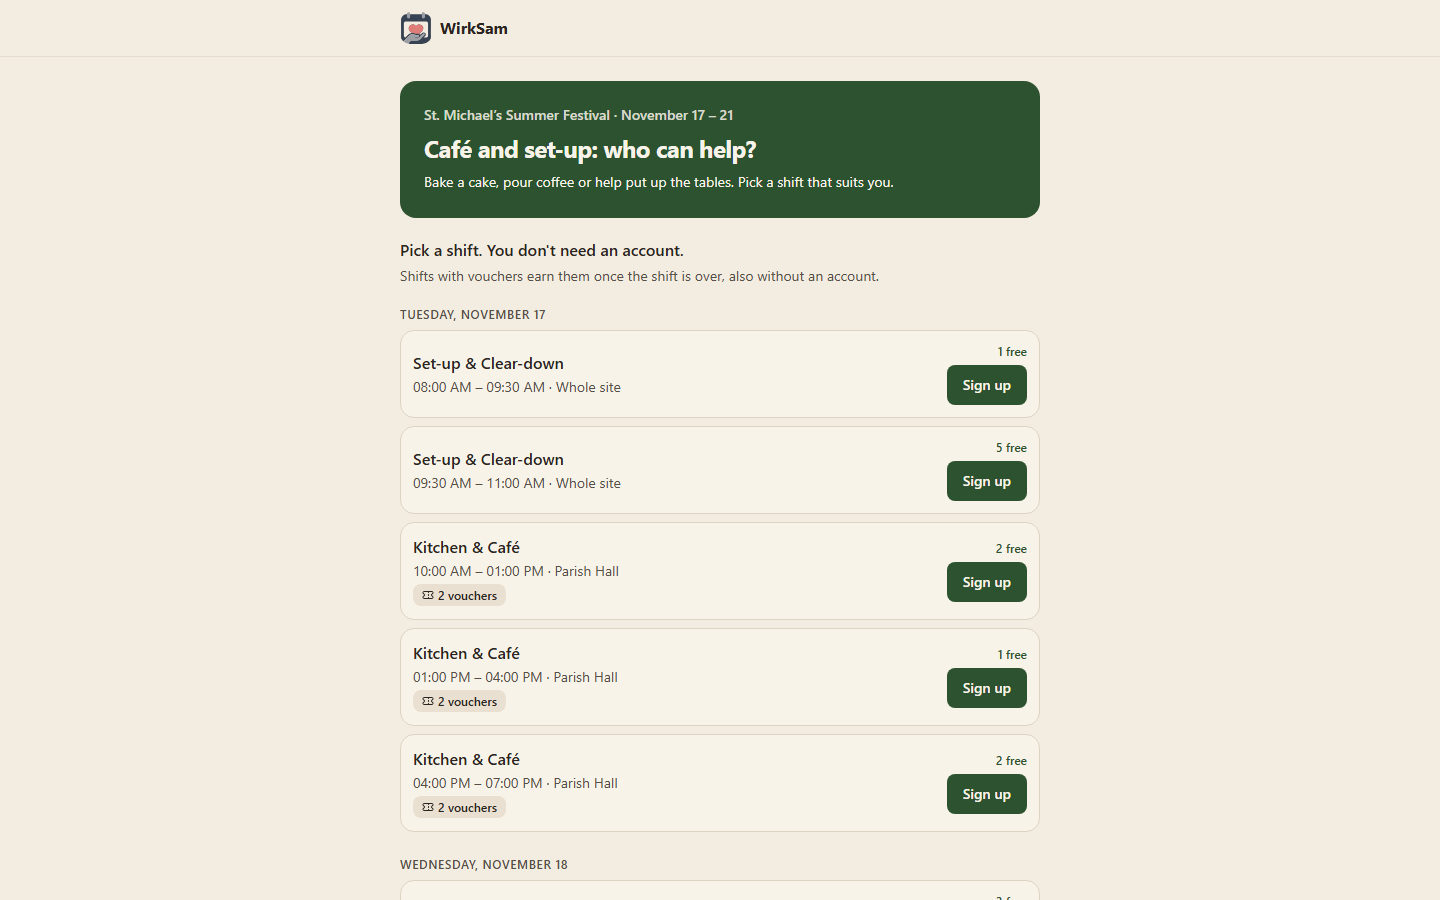 WirkSam
St. Michael's Summer Festival · November 17 – 21
Café and set-up: who can help?
Bake a cake, pour coffee or help put up the tables. Pick a shift that suits you.
Pick a shift. You don't need an account.
Shifts with vouchers earn them once the shift is over, also without an account.
TUESDAY, NOVEMBER 17
1 free
Set-up & Clear-down
08:00 AM – 09:30 AM · Whole site
Sign up
5 free
Set-up & Clear-down
09:30 AM – 11:00 AM · Whole site
Sign up
Kitchen & Café
2 free
10:00 AM – 01:00 PM · Parish Hall
Sign up
2 vouchers
Kitchen & Café
1 free
01:00 PM – 04:00 PM · Parish Hall
Sign up
2 vouchers
Kitchen & Café
2 free
04:00 PM – 07:00 PM · Parish Hall
Sign up
2 vouchers
WEDNESDAY, NOVEMBER 18